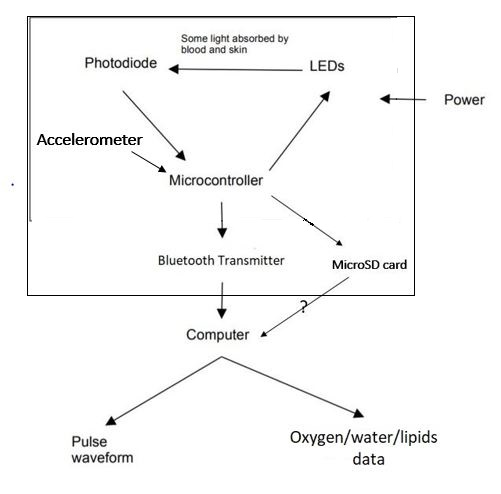 Some light absorbed by
blood and skin
Photodiode
LEDs
Power
Accelerometer
Microcontroller
Bluetooth Transmitter
MicroSD card
?
Computer
Pulse
waveform
Oxygen/water/lipids
data